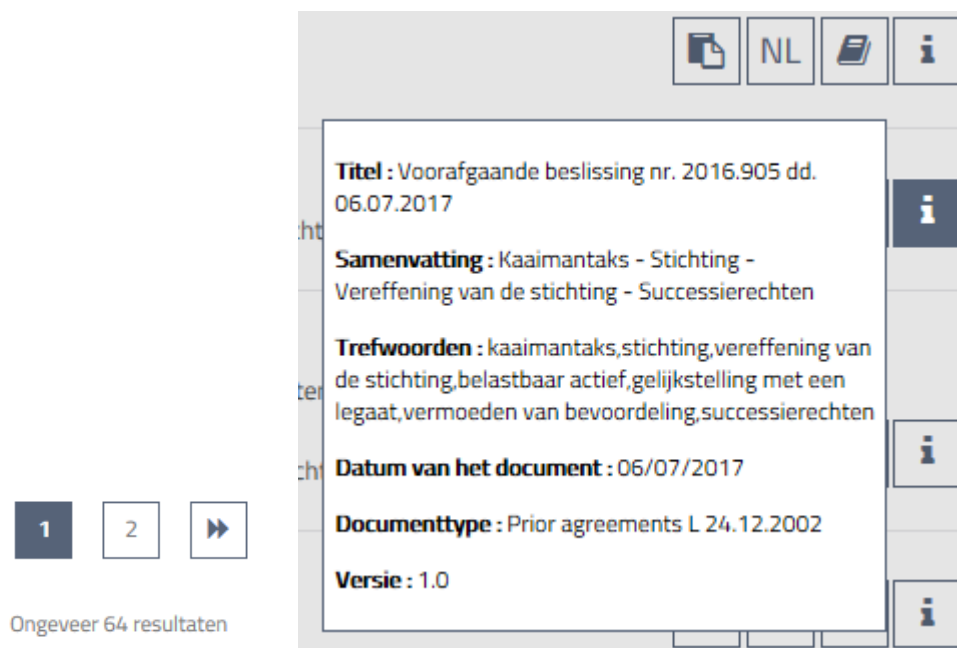 NL
i
Titel : Voorafgaande beslissing nr. 2016.905 dd.
06.07.2017
i
ht
Samenvatting : Kaaimantaks - Stichting -
Vereffening van de stichting - Successierechten
Trefwoorden : kaaimantaks,stichting,vereffening van
de stichting,belastbaar actief,gelijkstelling met een
ter
legaat,vermoeden van bevoordeling,successierechten
cht
Datum van het document : 06/07/2017
i
Documenttype : Prior agreements L 24.12.2002
Versie : 1.0
i
1
2
Ongeveer 64 resultaten